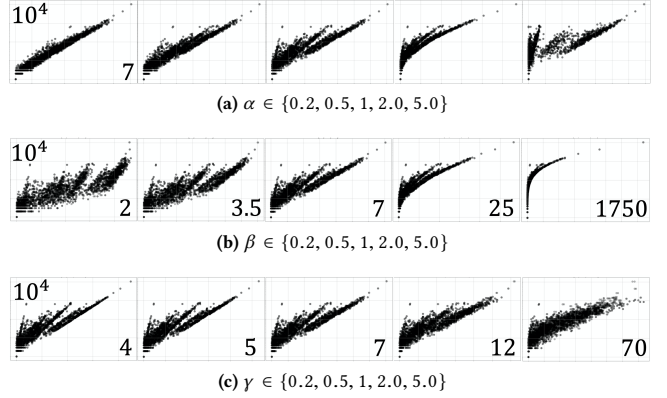 10⁴
7
(a) α ∈ {0.2, 0.5, 1, 2.0, 5.0}
10⁴
2 3.5 7 25 1750
(b) β ∈ {0.2, 0.5, 1, 2.0, 5.0}
10⁴
4 5 7 12 70
(c) γ ∈ {0.2, 0.5, 1, 2.0, 5.0}